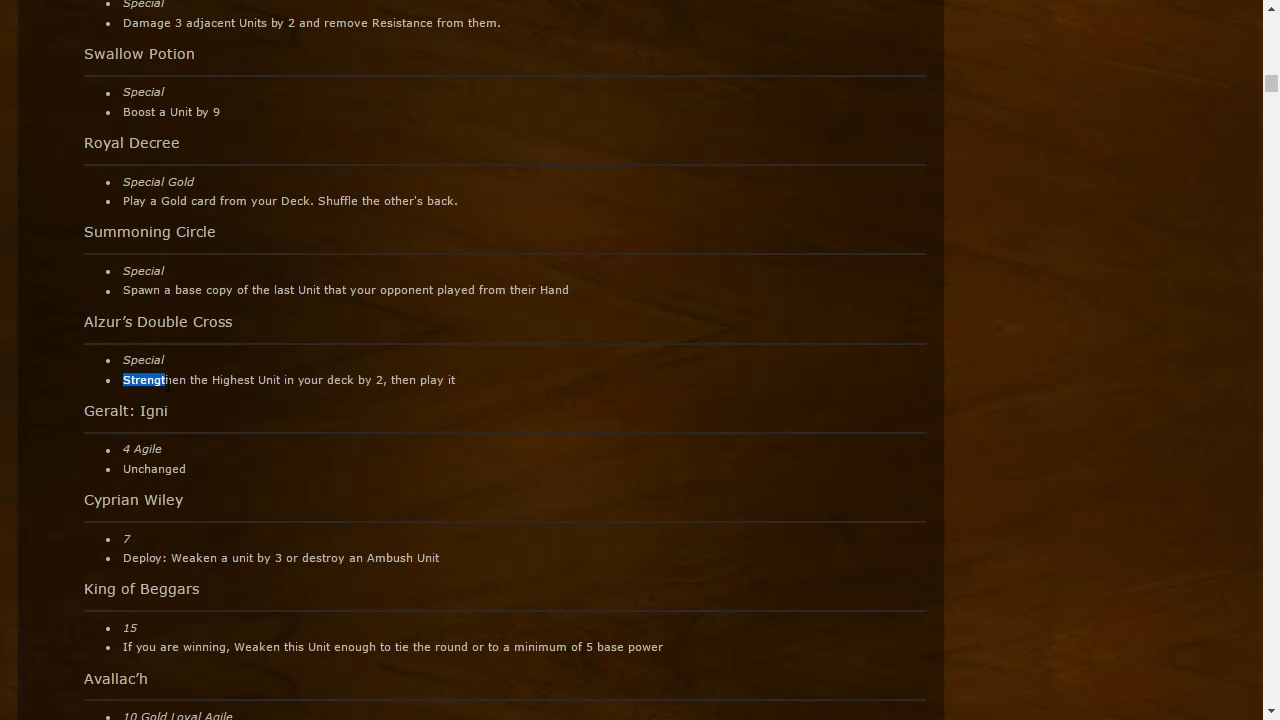 Special
Damage 3 adjacent Units by 2 and remove Resistance from them.
Swallow Potion
Special
Boost a Unit by 9
Royal Decree
Special Gold
Play a Gold card from your Deck. Shuffle the other's back.
Summoning Circle
Special
Spawn a base copy of the last Unit that your opponent played from their Hand
Alzur’s Double Cross
Special
Strengthen the Highest Unit in your deck by 2, then play it
Geralt: Igni
4 Agile
Unchanged
Cyprian Wiley
7
Deploy: Weaken a unit by 3 or destroy an Ambush Unit
King of Beggars
15
If you are winning, Weaken this Unit enough to tie the round or to a minimum of 5 base power
Avallac’h
10 Gold Loyal Agile